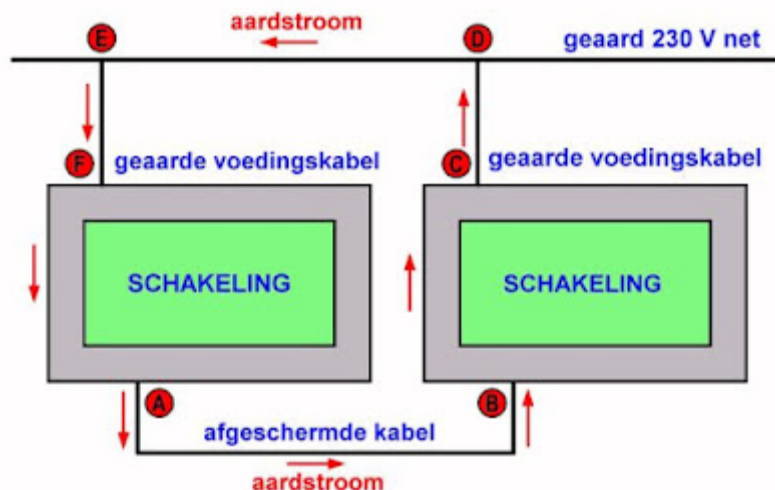 aardstroom
E
D
geaard 230 V net
F
geaarde voedingskabel
C
geaarde voedingskabel
SCHAKELING
SCHAKELING
A
B
afgeschermde kabel
aardstroom